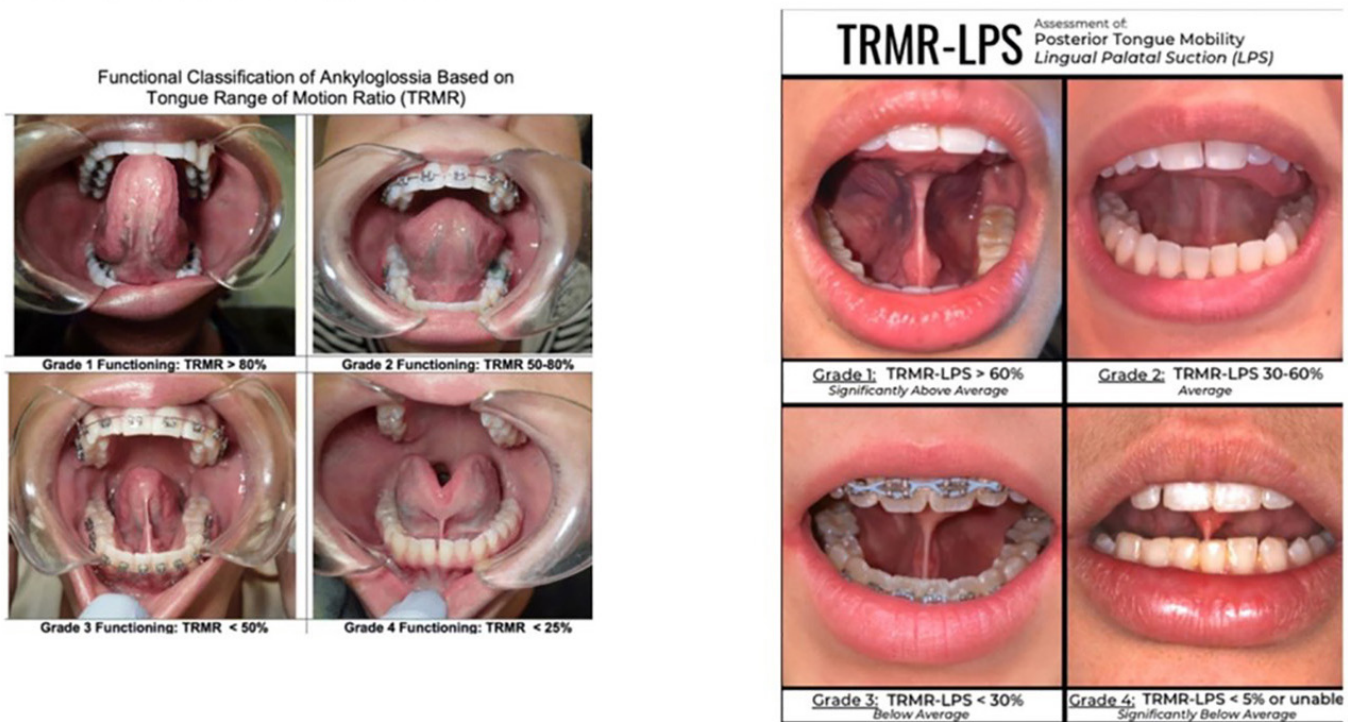 Functional Classification of Ankyloglossia Based on
Tongue Range of Motion Ratio (TRMR)
Grade 1 Functioning: TRMR > 80%
Grade 2 Functioning: TRMR 50-80%
Grade 3 Functioning: TRMR < 50%
Grade 4 Functioning: TRMR < 25%
TRMR-LPS
Assessment of:
Posterior Tongue Mobility
Lingual Palatal Suction (LPS)
Grade 1: TRMR-LPS > 60%
Significantly Above Average
Grade 2: TRMR-LPS 30-60%
Average
Grade 3: TRMR-LPS < 30%
Below Average
Grade 4: TRMR-LPS < 5% or unable
Significantly Below Average